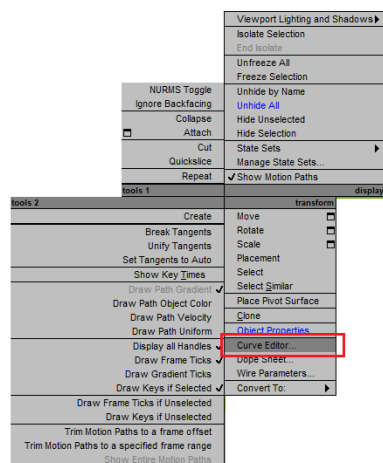 Viewport Lighting and Shadows
Isolate Selection
End Isolate
Unfreeze All
Freeze Selection
NURMS Toggle
Unhide by Name
Ignore Backfacing
Unhide All
Collapse
Hide Unselected
Attach
Hide Selection
Cut
State Sets
Quickslice
Manage State Sets...
Repeat
Show Motion Paths
tools 1
display
tools 2
transform
Create
Move
Break Tangents
Rotate
Unify Tangents
Scale
Set Tangents to Auto
Placement
Show Key Times
Select
Draw Path Gradient
Select Similar
Draw Path Object Color
Place Pivot Surface
Draw Path Velocity
Clone
Draw Path Uniform
Object Properties...
Display all Handles
Curve Editor...
Draw Frame Ticks
Dope Sheet...
Draw Gradient Ticks
Wire Parameters...
Draw Keys if Selected
Convert To:
Draw Frame Ticks if Unselected
Draw Keys if Unselected
Trim Motion Paths to a frame offset
Trim Motion Paths to a specified frame range
Show Entire Motion Paths